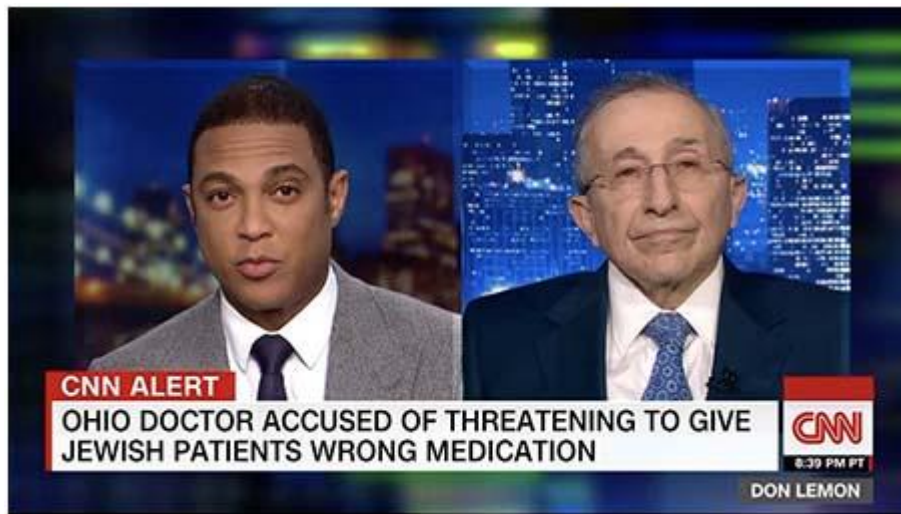 CNN ALERT
OHIO DOCTOR ACCUSED OF THREATENING TO GIVE
JEWISH PATIENTS WRONG MEDICATION
CNN
8:39 PM PT
DON LEMON